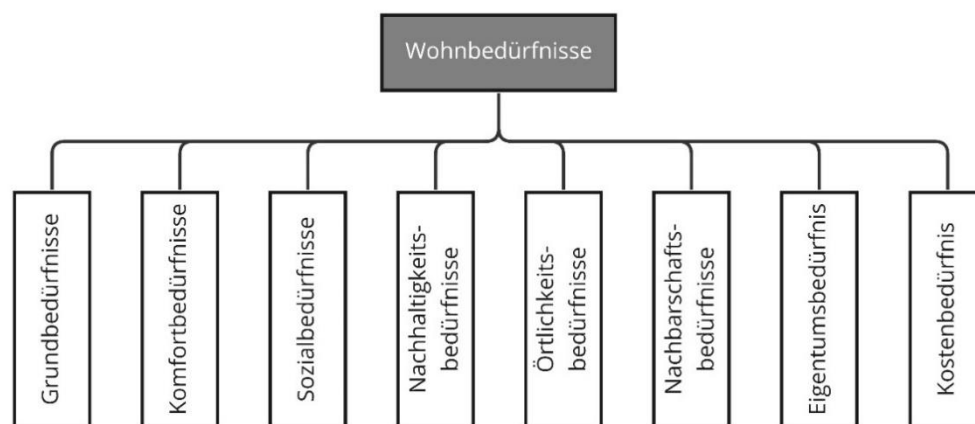 Wohnbedürfnisse
Grundbedürfnisse
Komfortbedürfnisse
Sozialbedürfnisse
Nachhaltigkeits-
bedürfnisse
Örtlichkeits-
bedürfnisse
Nachbarschafts-
bedürfnisse
Eigentumsbedürfnis
Kostenbedürfnis